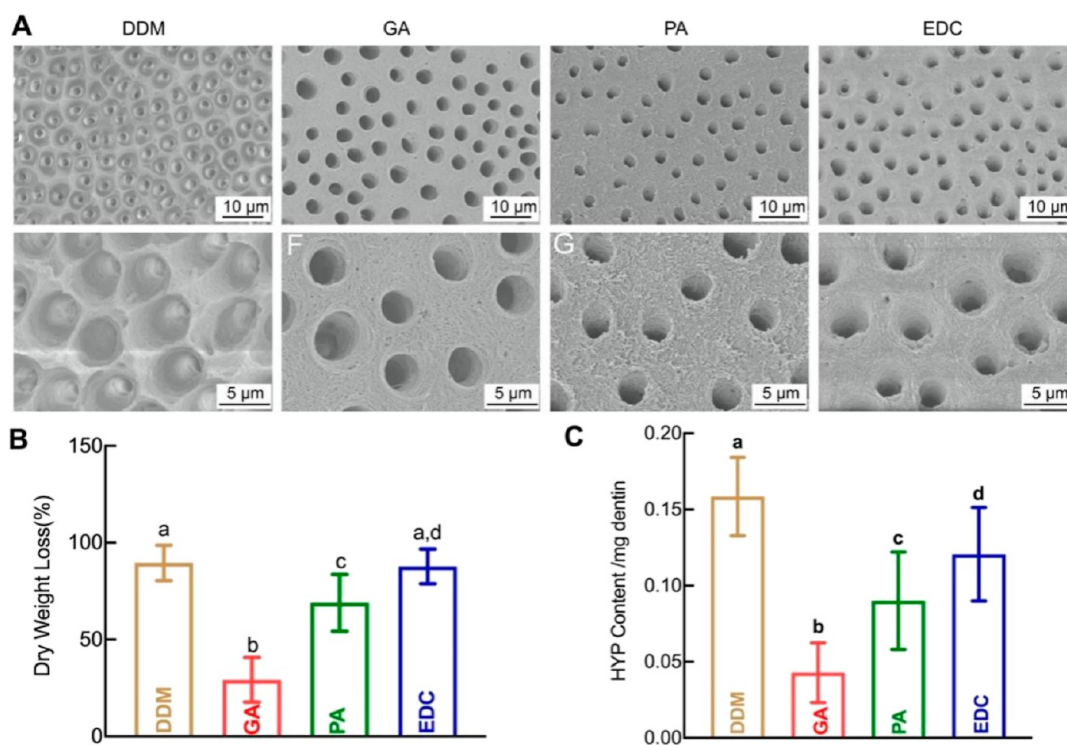 A
DDM GA PA EDC
10 µm 10 µm 10 µm 10 µm
F G
5 µm 5 µm 5 µm 5 µm
B
Dry Weight Loss(%)
150
100
50
0
a
b
c
a,d
DDM
GA
PA
EDC
C
HYP Content /mg dentin
0.20
0.15
0.10
0.05
0.00
a
b
c
d
DDM
GA
PA
EDC